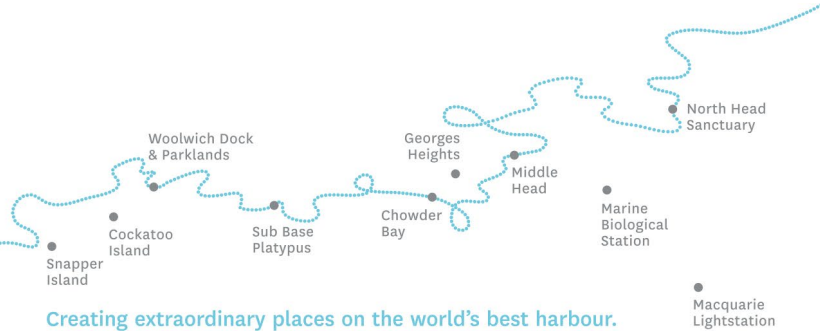 Woolwich Dock
& Parklands
Georges
Heights
North Head
Sanctuary
Middle
Head
Cockatoo
Island
Sub Base
Platypus
Chowder
Bay
Marine
Biological
Station
Snapper
Island
Macquarie
Lightstation
Creating extraordinary places on the world's best harbour.